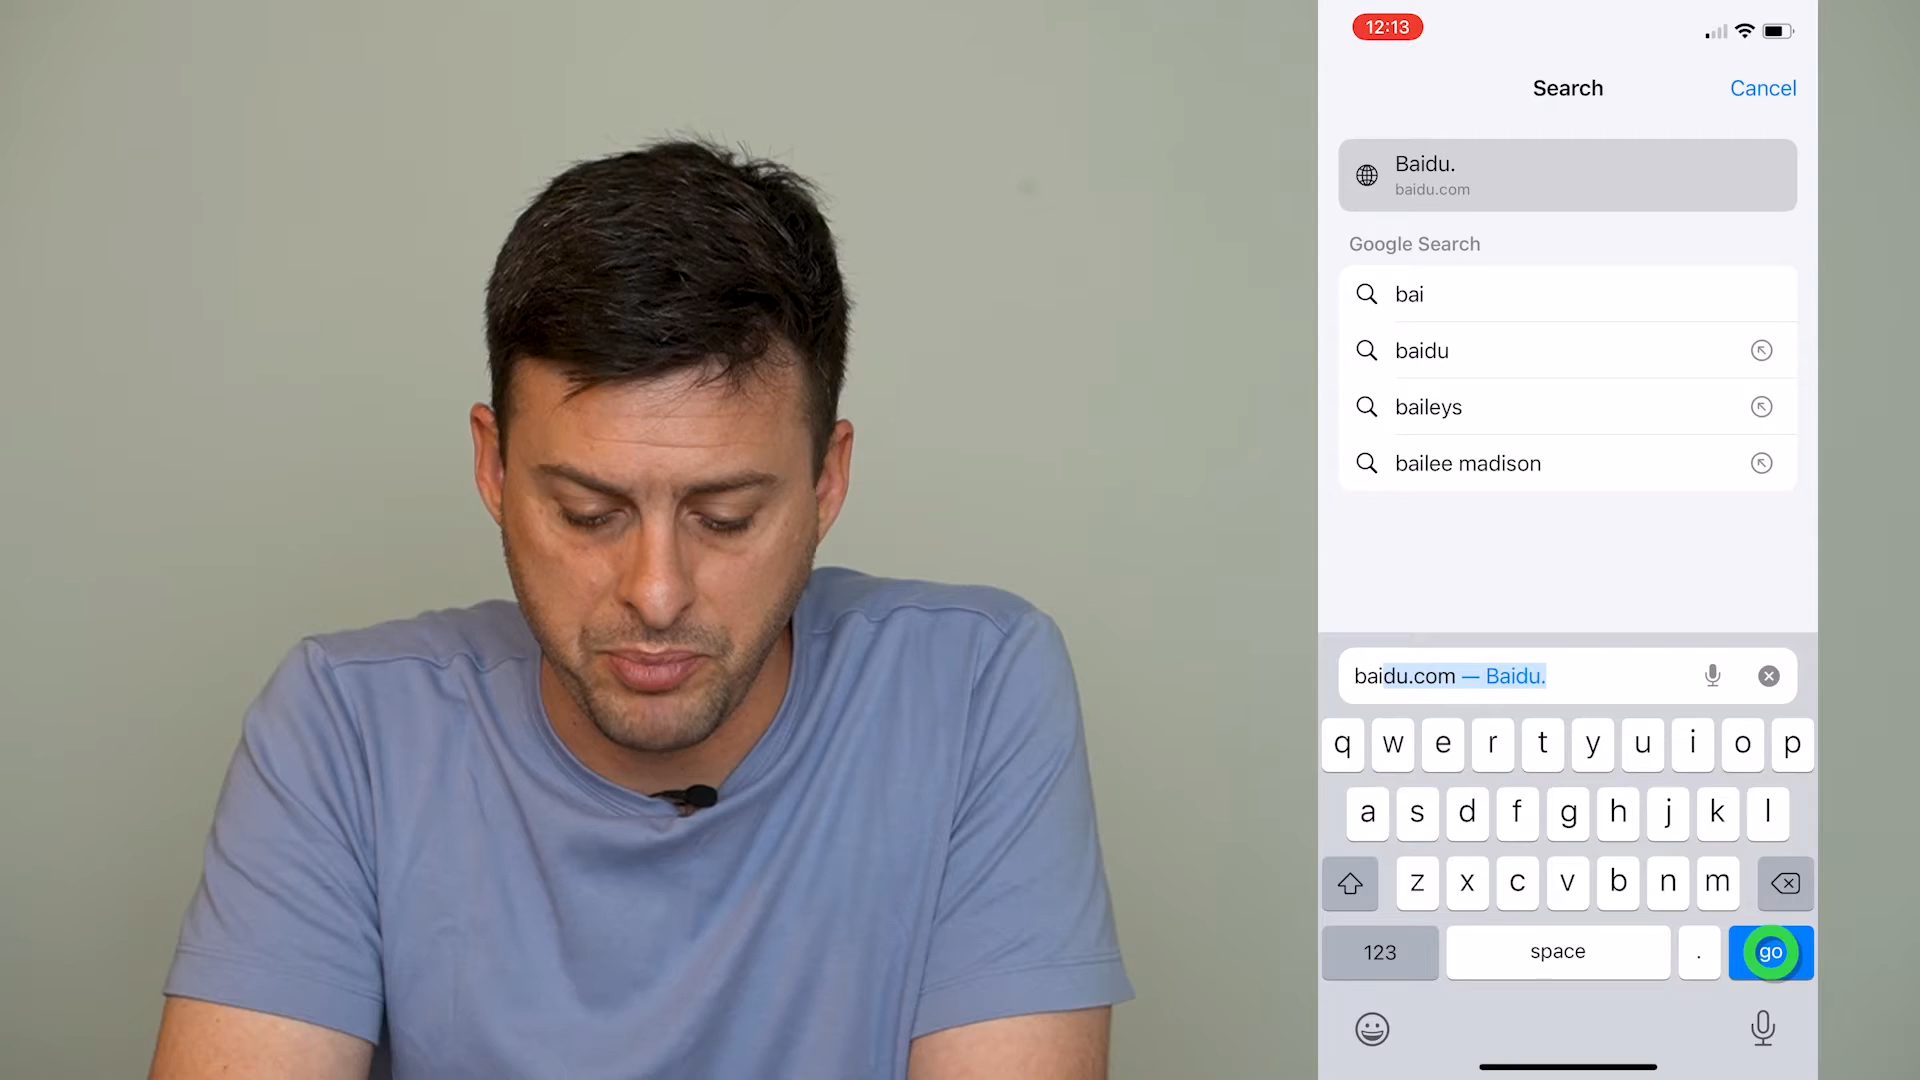 12:13
Search
Cancel
Baidu.
baidu.com
Google Search
bai
baidu
baileys
bailee madison
baidu.com — Baidu.
q w e r t y u i o p
a s d f g h j k l
z x c v b n m
123 space . go